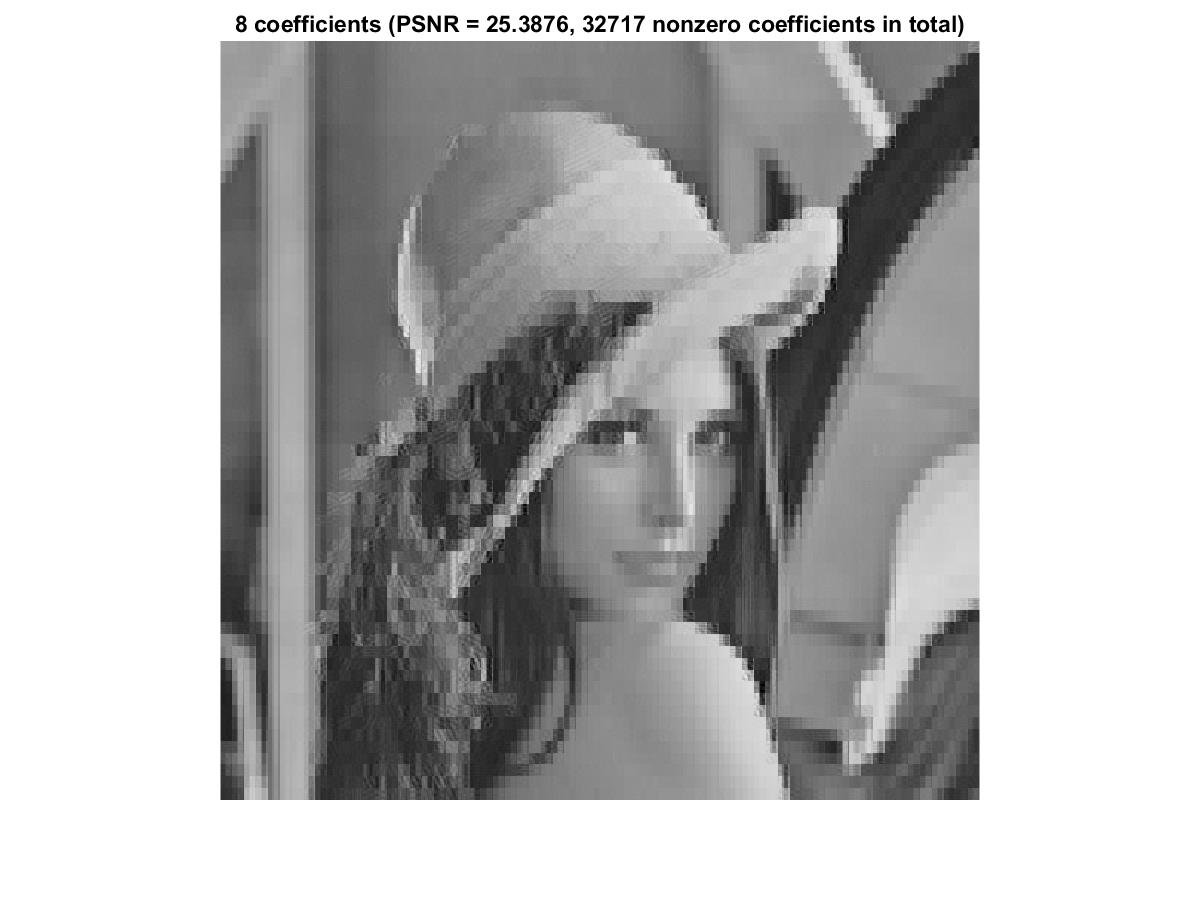 8 coefficients (PSNR = 25.3876, 32717 nonzero coefficients in total)